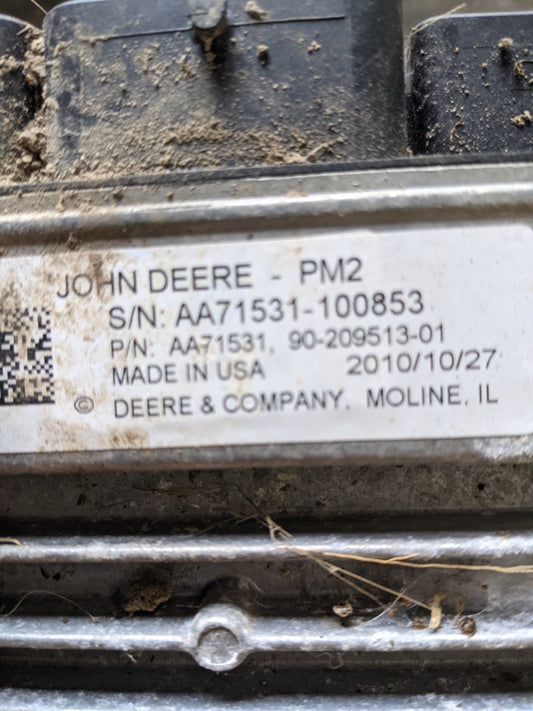 JOHN DEERE - PM2
S/N: AA71531-100853
P/N: AA71531, 90-209513-01
MADE IN USA 2010/10/27
© DEERE & COMPANY, MOLINE, IL